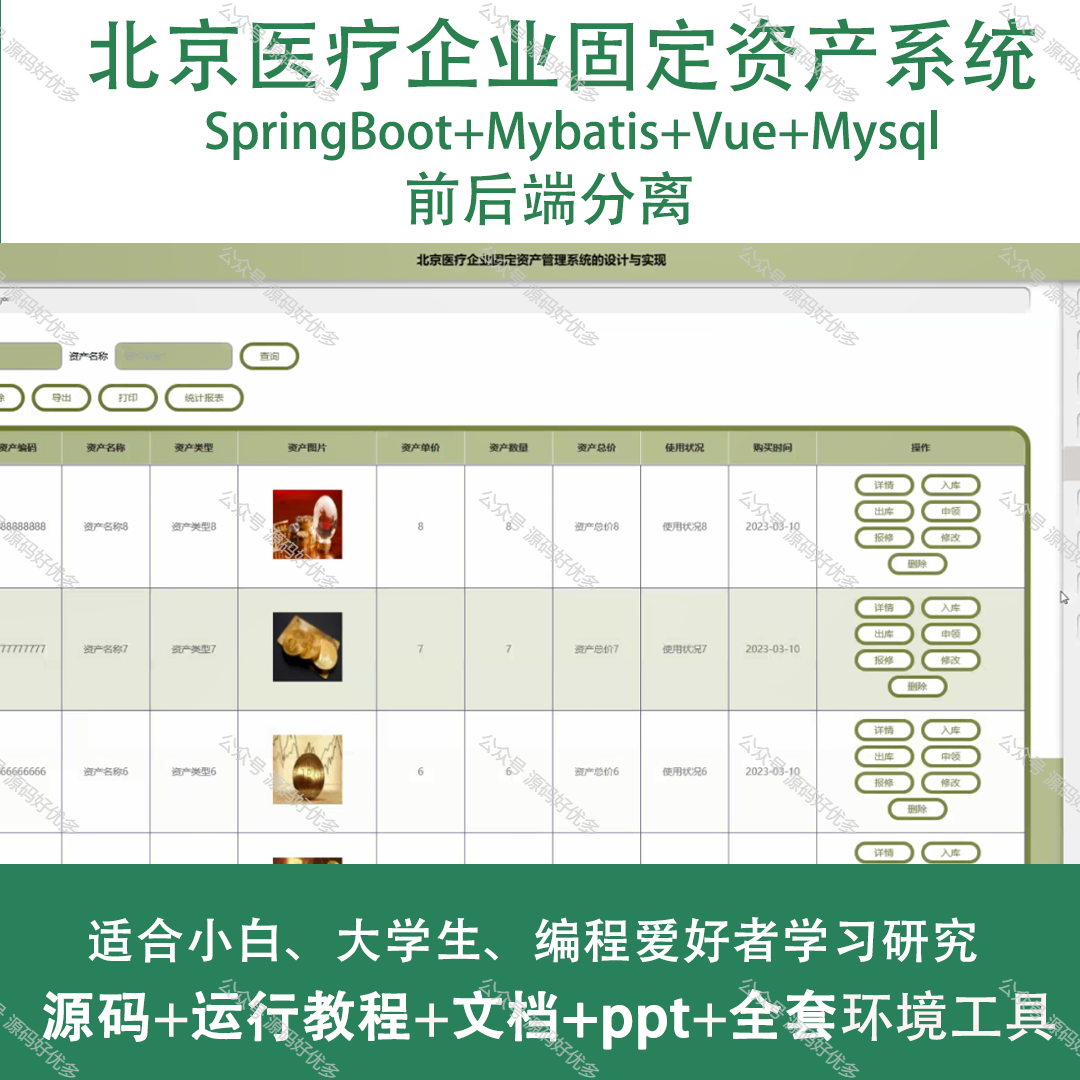 北京医疗企业固定资产系统
SpringBoot+Mybatis+Vue+Mysql
前后端分离
北京医疗企业固定资产管理系统的设计与实现
资产名称 查询
导出 打印 统计报表
资产编码 资产名称 资产类型 资产图片 资产单价 资产数量 资产总价 使用状况 购买时间 操作
88888888 资产名称8 资产类型8 8 8 资产总价8 使用状况8 2023-03-10
详情 入库
出库 申领
报修 修改
删除
77777777 资产名称7 资产类型7 7 7 资产总价7 使用状况7 2023-03-10
详情 入库
出库 申领
报修 修改
删除
66666666 资产名称6 资产类型6 6 6 资产总价6 使用状况6 2023-03-10
详情 入库
出库 申领
报修 修改
删除
详情 入库
适合小白、大学生、编程爱好者学习研究
源码+运行教程+文档+ppt+全套环境工具
公众号 源码好优多